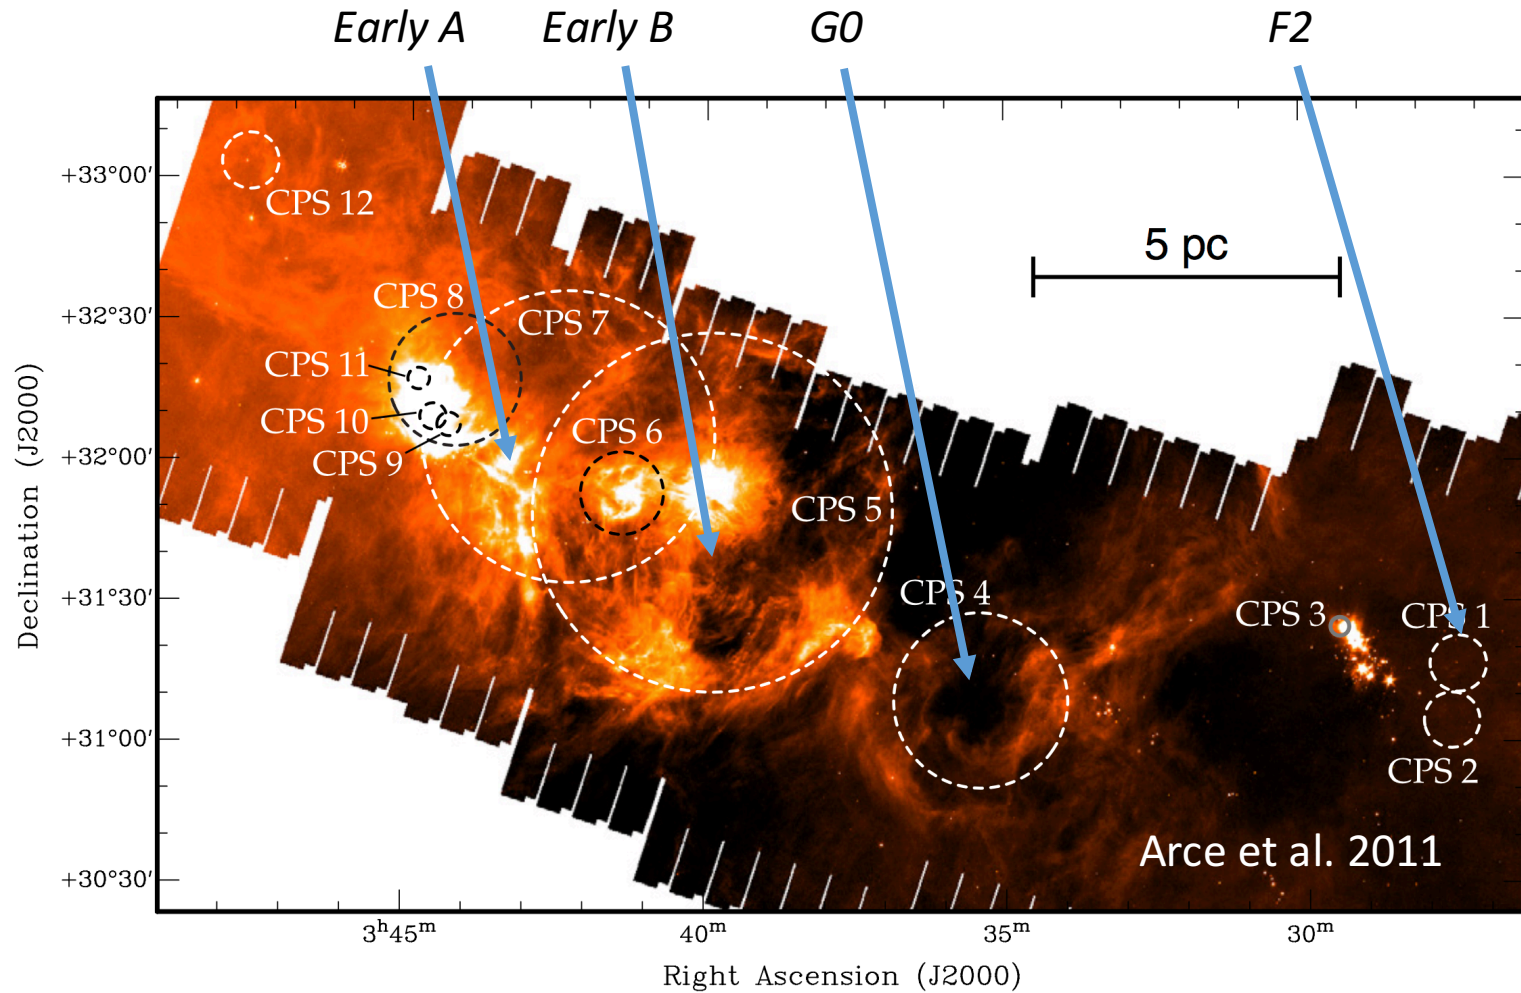 Early A
Early B
G0
F2
+33°00′
+32°30′
+32°00′
+31°30′
+31°00′
+30°30′
Declination (J2000)
CPS 12
5 pc
CPS 8
CPS 7
CPS 11
CPS 10
CPS 9
CPS 6
CPS 5
CPS 4
CPS 3
CPS 1
CPS 2
Arce et al. 2011
3ʰ45ᵐ
40ᵐ
35ᵐ
30ᵐ
Right Ascension (J2000)